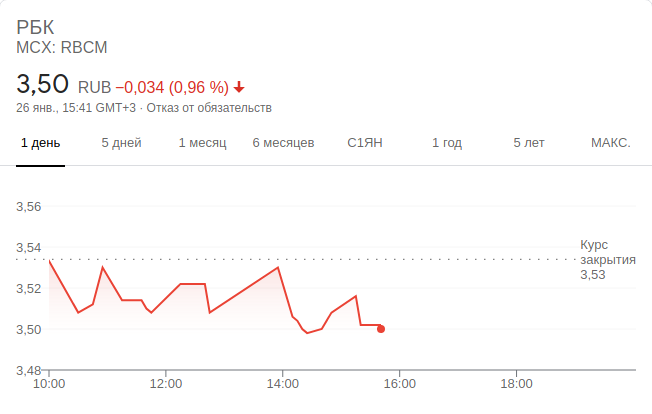 РБК
MCX: RBCM
3,50 RUB −0,034 (0,96 %)
26 янв., 15:41 GMT+3 · Отказ от обязательств
1 день 5 дней 1 месяц 6 месяцев С1ЯН 1 год 5 лет МАКС.
3,56
3,54
Курс
закрытия
3,53
3,52
3,50
3,48
10:00 12:00 14:00 16:00 18:00